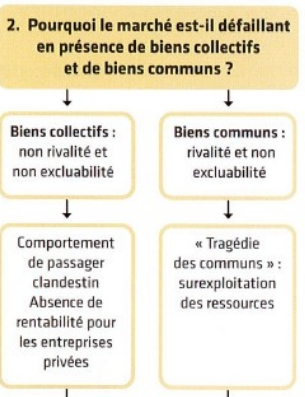 2. Pourquoi le marché est-il défaillant
en présence de biens collectifs
et de biens communs ?
Biens collectifs :
non rivalité et
non excluabilité
Biens communs :
rivalité et non
excluabilité
Comportement
de passager
clandestin
Absence de
rentabilité pour
les entreprises
privées
« Tragédie
des communs » :
surexploitation
des ressources